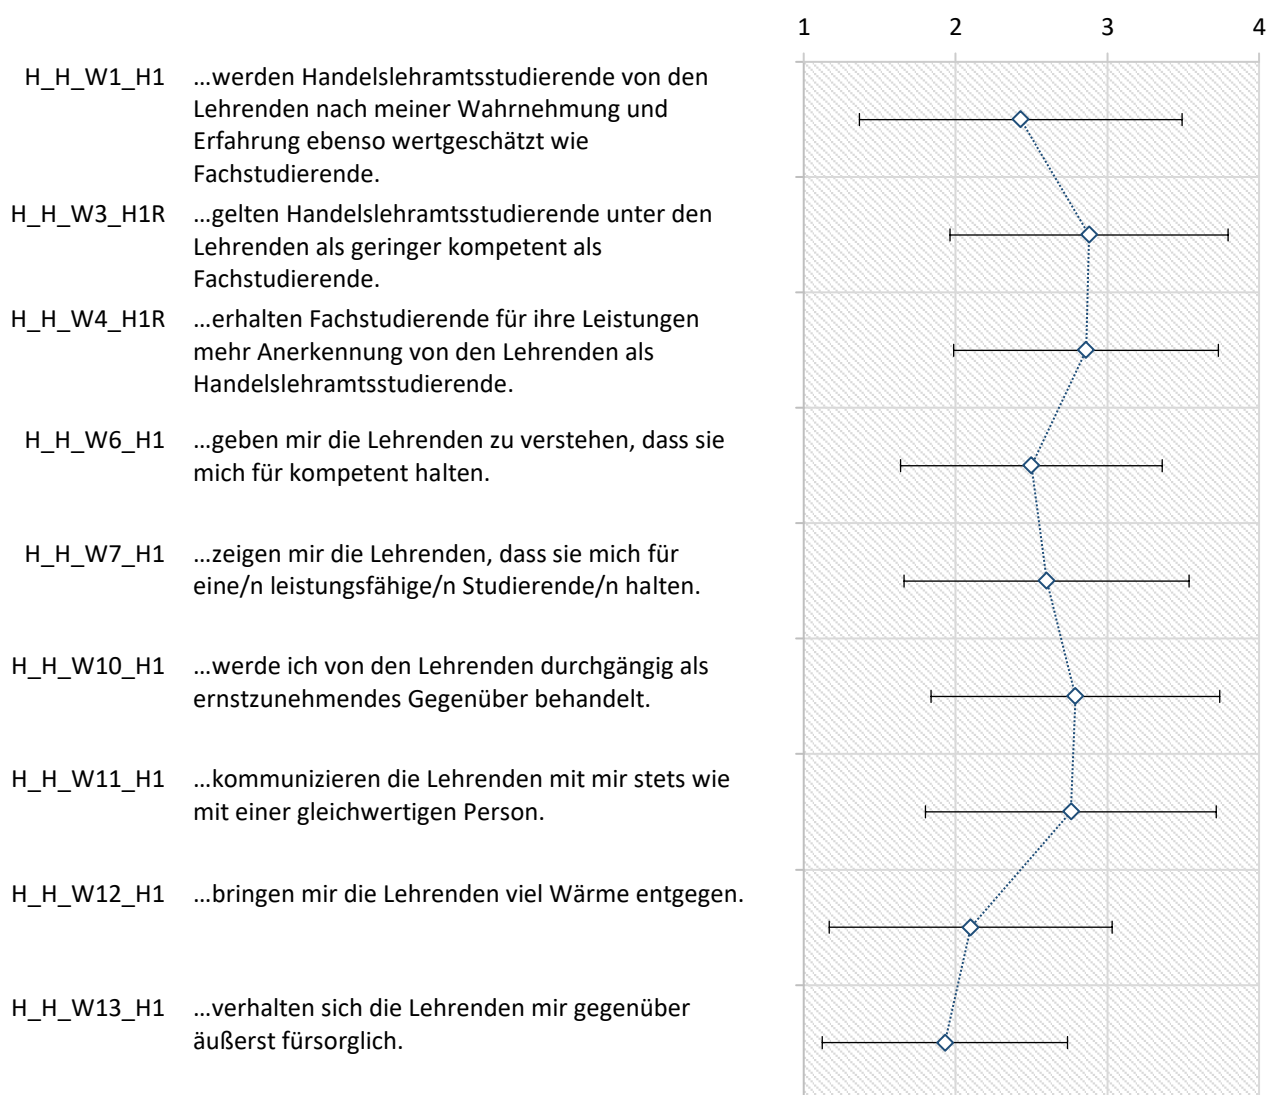 1 2 3 4
H_H_W1_H1 ...werden Handelslehramtsstudierende von den
Lehrenden nach meiner Wahrnehmung und
Erfahrung ebenso wertgeschätzt wie
Fachstudierende.
H_H_W3_H1R ...gelten Handelslehramtsstudierende unter den
Lehrenden als geringer kompetent als
Fachstudierende.
H_H_W4_H1R ...erhalten Fachstudierende für ihre Leistungen
mehr Anerkennung von den Lehrenden als
Handelslehramtsstudierende.
H_H_W6_H1 ...geben mir die Lehrenden zu verstehen, dass sie
mich für kompetent halten.
H_H_W7_H1 ...zeigen mir die Lehrenden, dass sie mich für
eine/n leistungsfähige/n Studierende/n halten.
H_H_W10_H1 ...werde ich von den Lehrenden durchgängig als
ernstzunehmendes Gegenüber behandelt.
H_H_W11_H1 ...kommunizieren die Lehrenden mit mir stets wie
mit einer gleichwertigen Person.
H_H_W12_H1 ...bringen mir die Lehrenden viel Wärme entgegen.
H_H_W13_H1 ...verhalten sich die Lehrenden mir gegenüber
äußerst fürsorglich.